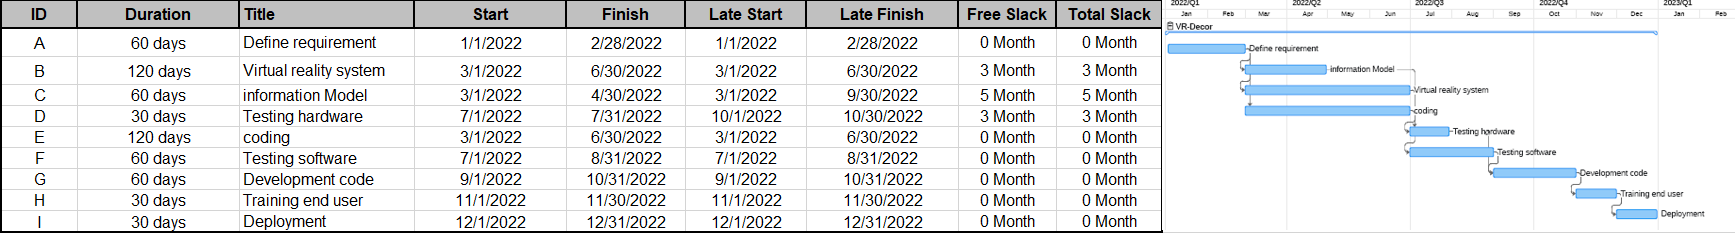 ID Duration Title Start Finish Late Start Late Finish Free Slack Total Slack
A 60 days Define requirement 1/1/2022 2/28/2022 1/1/2022 2/28/2022 0 Month 0 Month
B 120 days Virtual reality system 3/1/2022 6/30/2022 3/1/2022 6/30/2022 3 Month 3 Month
C 60 days information Model 3/1/2022 4/30/2022 3/1/2022 9/30/2022 5 Month 5 Month
D 30 days Testing hardware 7/1/2022 7/31/2022 10/1/2022 10/30/2022 3 Month 3 Month
E 120 days coding 3/1/2022 6/30/2022 3/1/2022 6/30/2022 0 Month 0 Month
F 60 days Testing software 7/1/2022 8/31/2022 7/1/2022 8/31/2022 0 Month 0 Month
G 60 days Development code 9/1/2022 10/31/2022 9/1/2022 10/31/2022 0 Month 0 Month
H 30 days Training end user 11/1/2022 11/30/2022 11/1/2022 11/30/2022 0 Month 0 Month
I 30 days Deployment 12/1/2022 12/31/2022 12/1/2022 12/31/2022 0 Month 0 Month
2022/Q1 2022/Q2 2022/Q3 2022/Q4 2023/Q1
Jan Feb Mar Apr May Jun Jul Aug Sep Oct Nov Dec Jan Feb
VR-Decor
Define requirement
information Model
Virtual reality system
coding
Testing hardware
Testing software
Development code
Training end user
Deployment